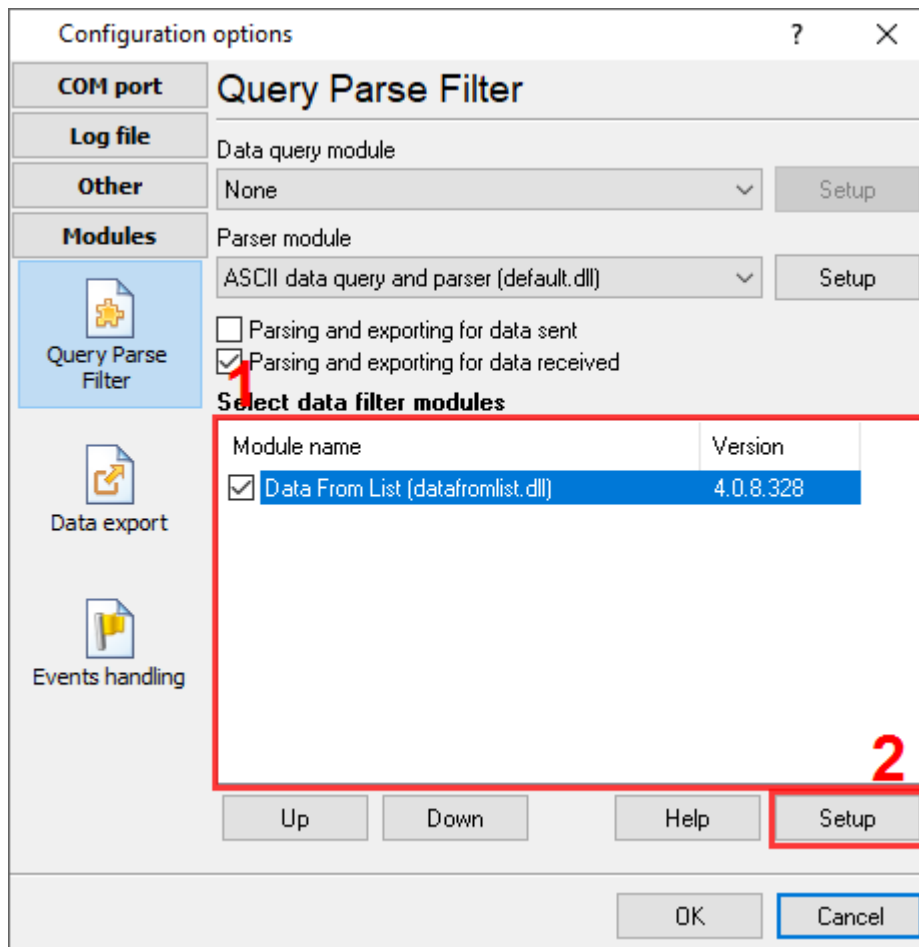 Configuration options
?
COM port
Log file
Other
Modules
Query Parse
Filter
Data export
Events handling
Query Parse Filter
Data query module
None
Setup
Parser module
ASCII data query and parser (default.dll)
Setup
Parsing and exporting for data sent
Parsing and exporting for data received
1
Select data filter modules
Module name Version
Data From List (datafromlist.dll) 4.0.8.328
2
Up Down Help Setup
OK Cancel